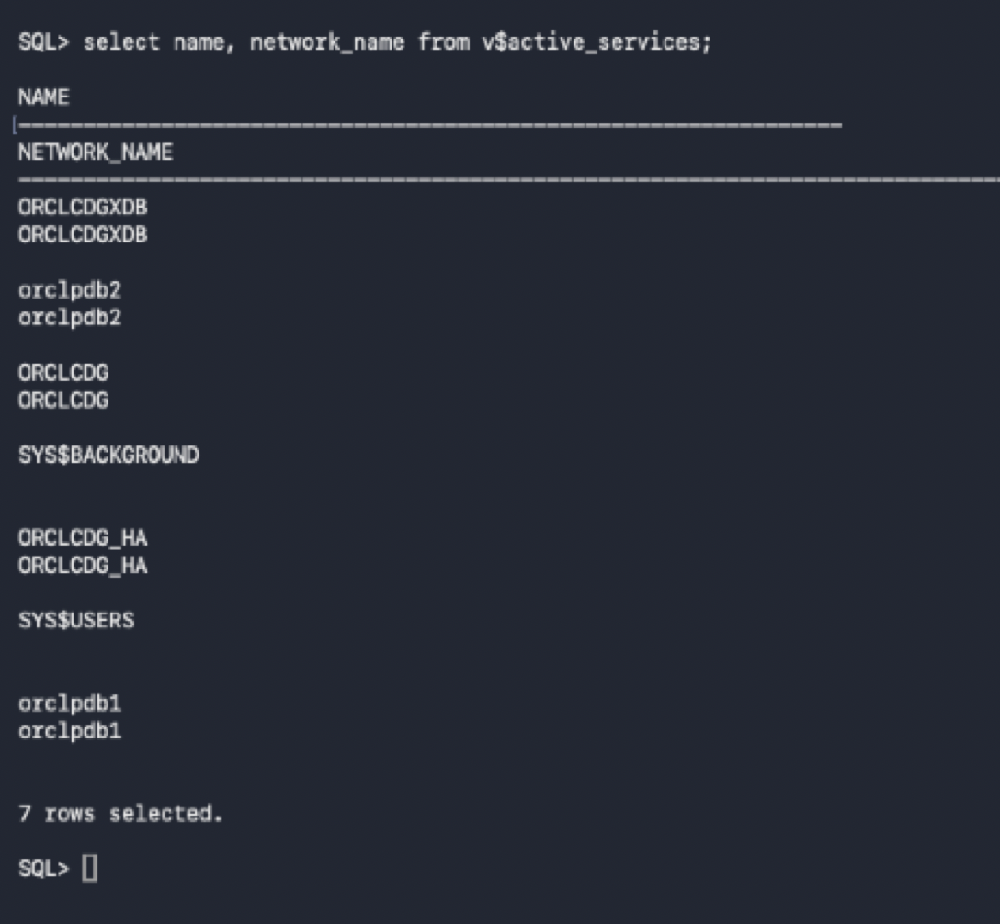 SQL> select name, network_name from v$active_services;
NAME
NETWORK_NAME
ORCLCDGXDB
ORCLCDGXDB
orclpdb2
orclpdb2
ORCLCDG
ORCLCDG
SYS$BACKGROUND
ORCLCDG_HA
ORCLCDG_HA
SYS$USERS
orclpdb1
orclpdb1
7 rows selected.
SQL>